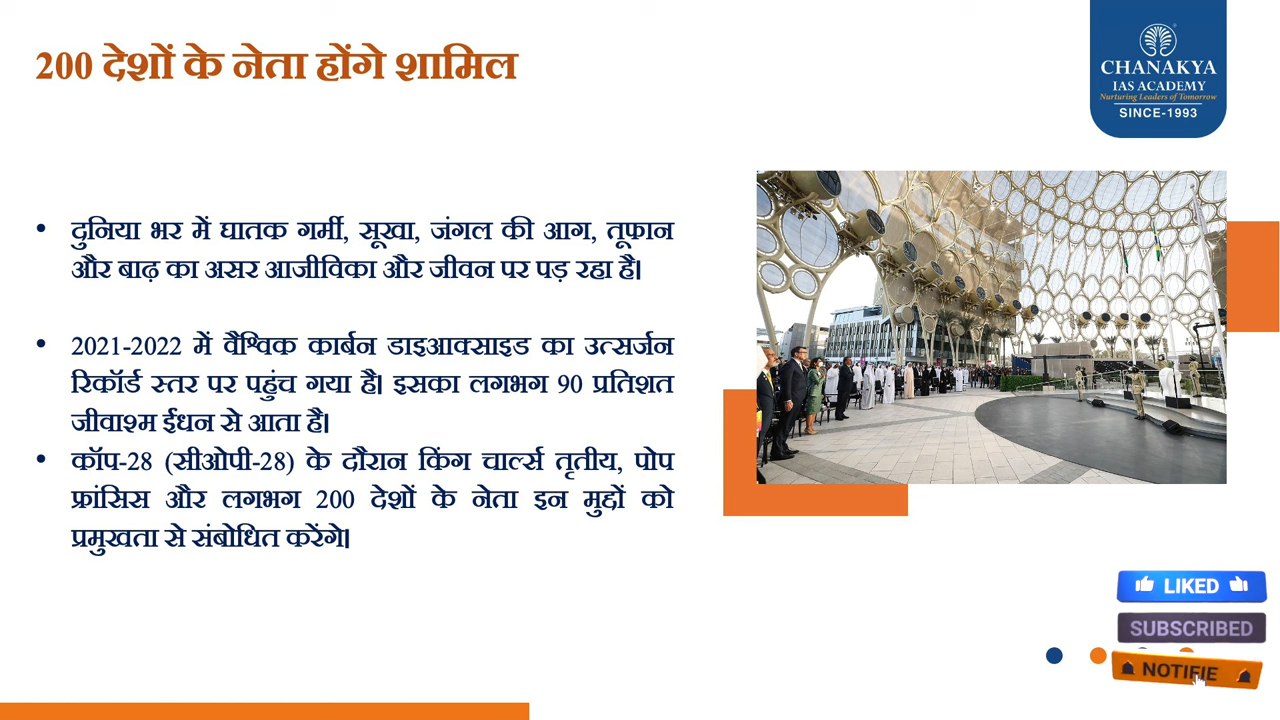 200 देशों के नेता होंगे शामिल
CHANAKYA
IAS ACADEMY
Nurturing Leaders of Tomorrow
SINCE-1993
• दुनिया भर में घातक गर्मी, सूखा, जंगल की आग, तूफान
और बाढ़ का असर आजीविका और जीवन पर पड़ रहा है।
• 2021-2022 में वैश्विक कार्बन डाइआक्साइड का उत्सर्जन
रिकॉर्ड स्तर पर पहुंच गया है। इसका लगभग 90 प्रतिशत
जीवाश्म ईधन से आता है।
• कॉप-28 (सीओपी-28) के दौरान किंग चार्ल्स तृतीय, पोप
फ्रांसिस और लगभग 200 देशों के नेता इन मुद्दों को
प्रमुखता से संबोधित करेंगे।
LIKED
SUBSCRIBED
NOTIFIE